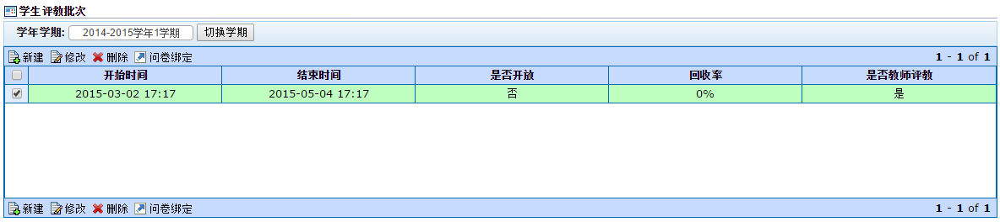 学生评教批次
学年学期: 2014-2015学年1学期 切换学期
新建 修改 删除 问卷绑定 1 - 1 of 1
开始时间 结束时间 是否开放 回收率 是否教师评教
2015-03-02 17:17 2015-05-04 17:17 否 0% 是
新建 修改 删除 问卷绑定 1 - 1 of 1